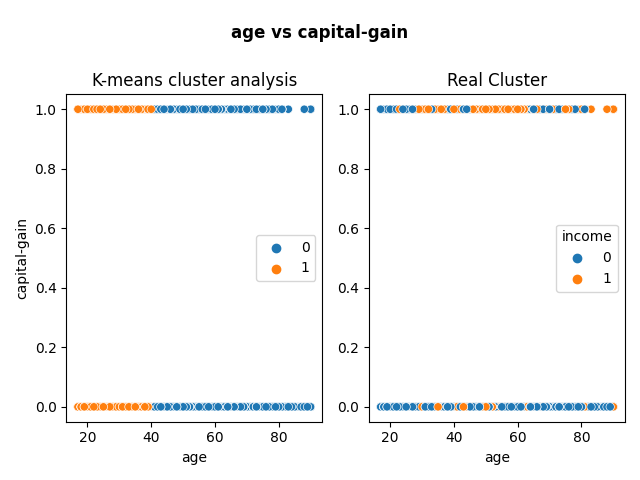 age vs capital-gain
K-means cluster analysis
capital-gain
1.0
0.8
0.6
0.4
0.2
0.0
0
1
20 40 60 80
age
Real Cluster
1.0
0.8
0.6
0.4
0.2
0.0
income
0
1
20 40 60 80
age